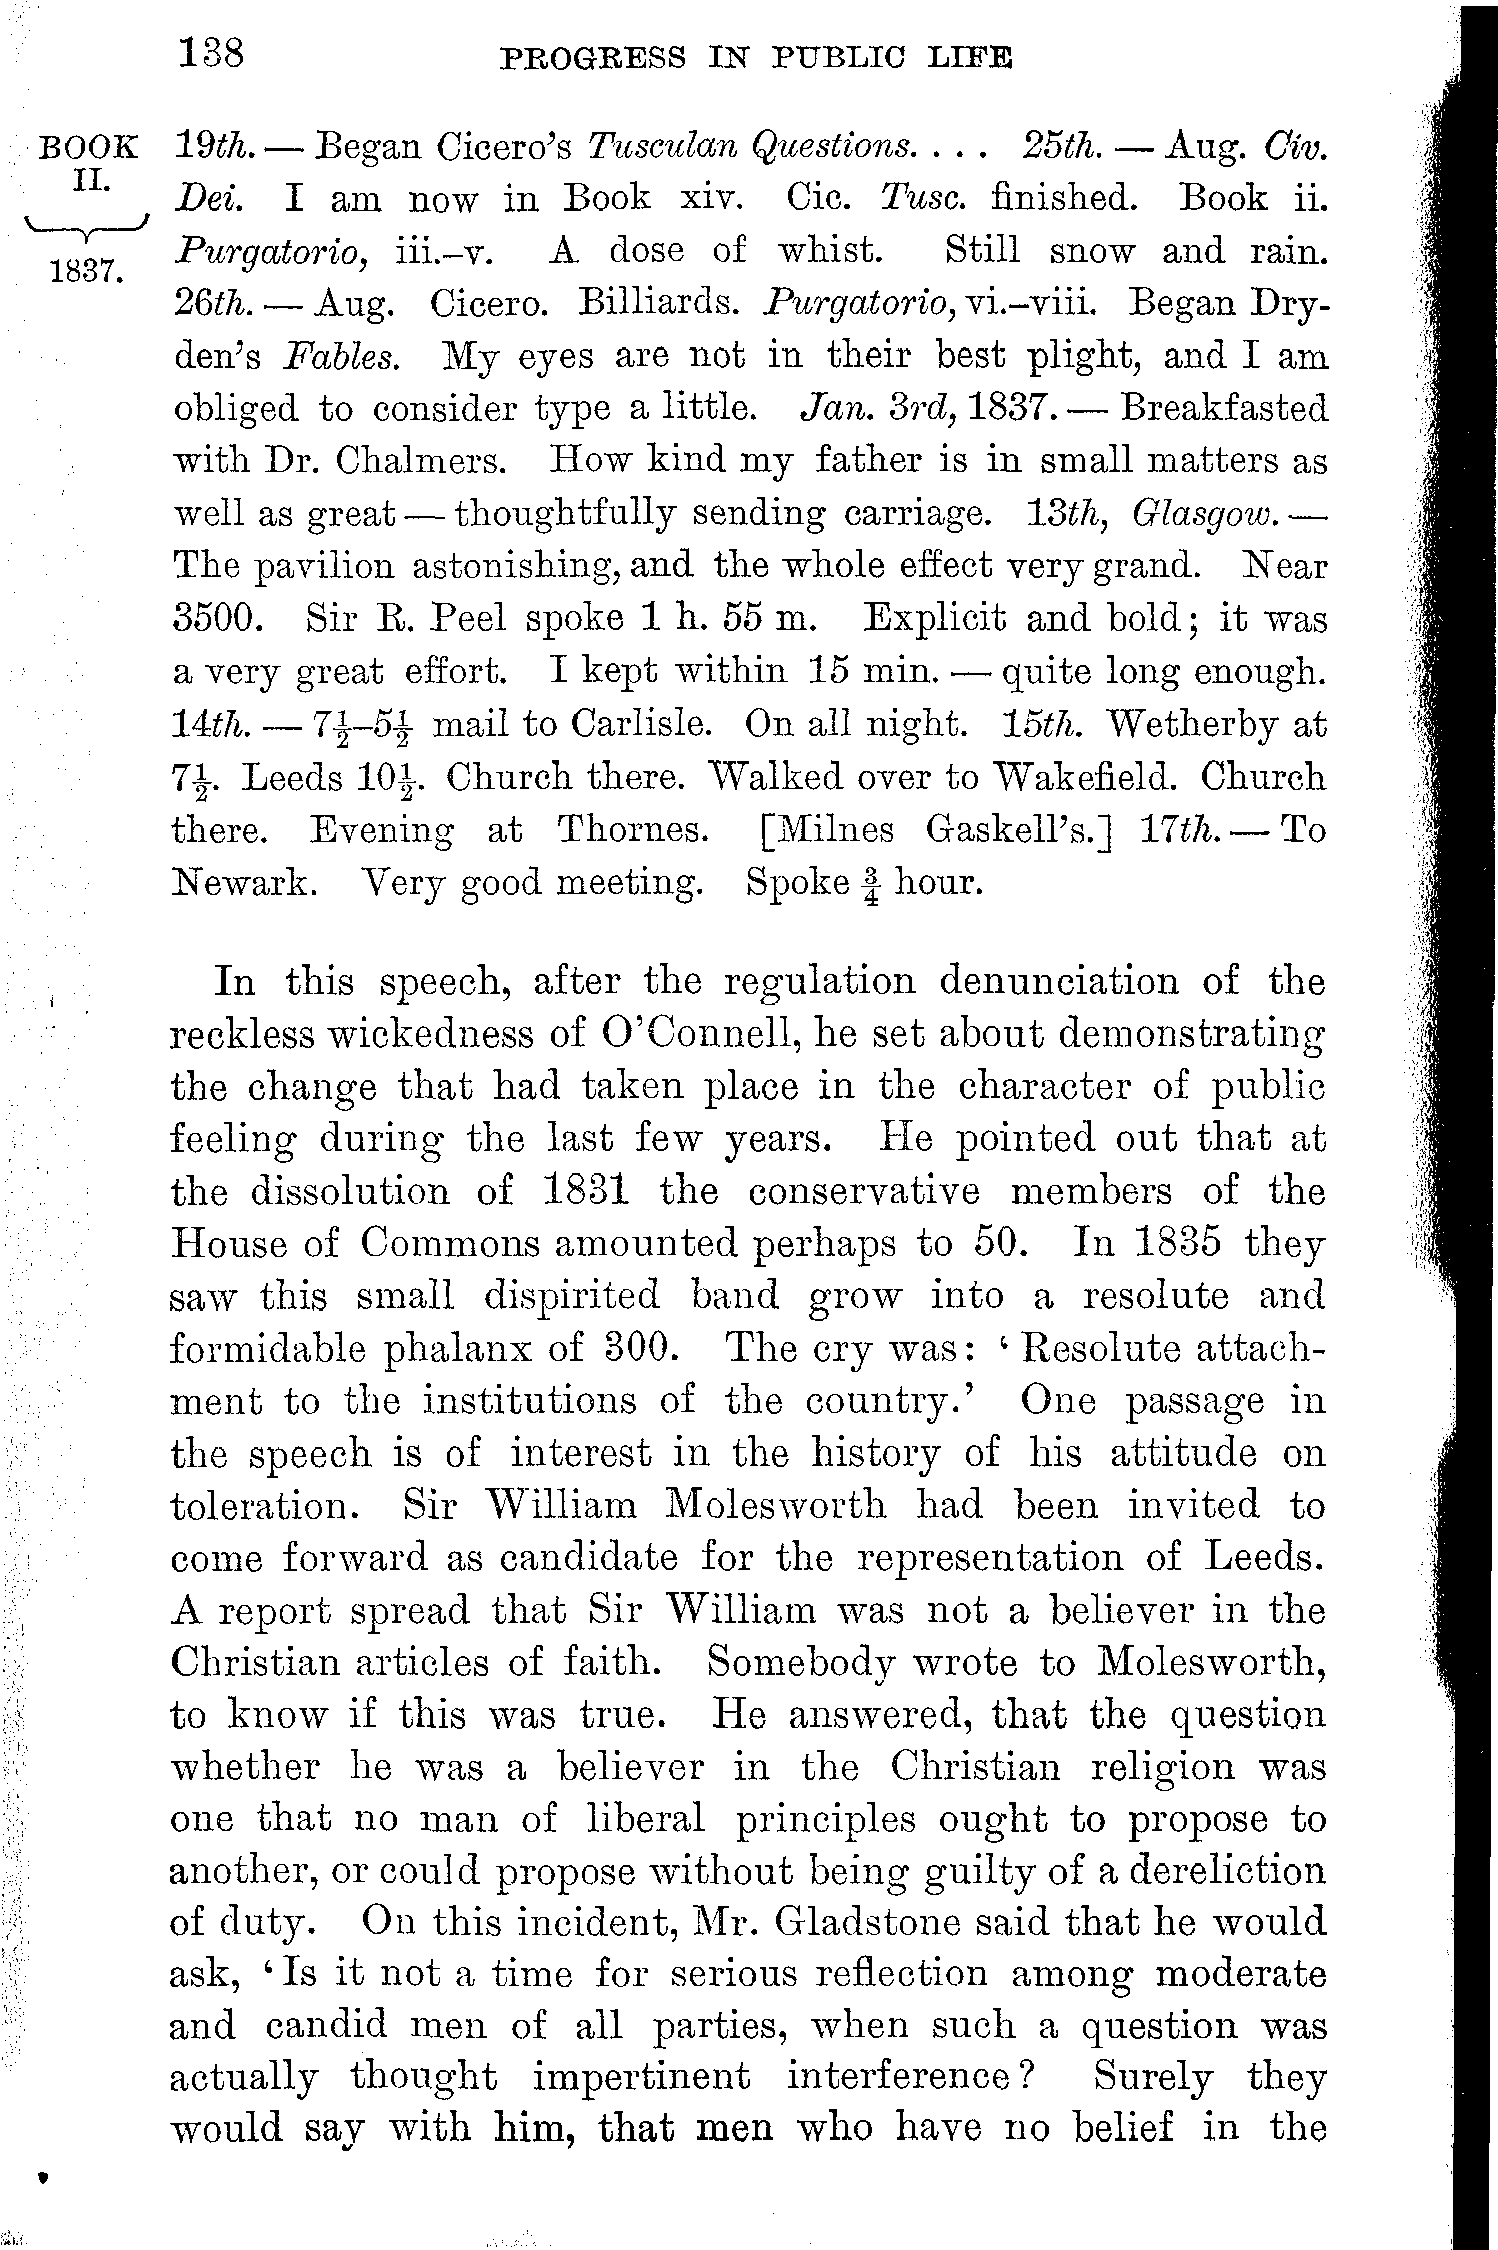 138 PROGRESS IN PUBLIC LIFE
BOOK
II.
1837.
19th. — Began Cicero's Tusculan Questions. . . . 25th. — Aug. Civ.
Dei. I am now in Book xiv. Cic. Tusc. finished. Book ii.
Purgatorio, iii.–v. A dose of whist. Still snow and rain.
26th. — Aug. Cicero. Billiards. Purgatorio, vi.–viii. Began Dry-
den's Fables. My eyes are not in their best plight, and I am
obliged to consider type a little. Jan. 3rd, 1837. — Breakfasted
with Dr. Chalmers. How kind my father is in small matters as
well as great — thoughtfully sending carriage. 13th, Glasgow. —
The pavilion astonishing, and the whole effect very grand. Near
3500. Sir R. Peel spoke 1 h. 55 m. Explicit and bold; it was
a very great effort. I kept within 15 min. — quite long enough.
14th. — 7½–5½ mail to Carlisle. On all night. 15th. Wetherby at
7½. Leeds 10½. Church there. Walked over to Wakefield. Church
there. Evening at Thornes. [Milnes Gaskell's.] 17th. — To
Newark. Very good meeting. Spoke ¾ hour.
In this speech, after the regulation denunciation of the
reckless wickedness of O'Connell, he set about demonstrating
the change that had taken place in the character of public
feeling during the last few years. He pointed out that at
the dissolution of 1831 the conservative members of the
House of Commons amounted perhaps to 50. In 1835 they
saw this small dispirited band grow into a resolute and
formidable phalanx of 300. The cry was: ‘Resolute attach-
ment to the institutions of the country.’ One passage in
the speech is of interest in the history of his attitude on
toleration. Sir William Molesworth had been invited to
come forward as candidate for the representation of Leeds.
A report spread that Sir William was not a believer in the
Christian articles of faith. Somebody wrote to Molesworth,
to know if this was true. He answered, that the question
whether he was a believer in the Christian religion was
one that no man of liberal principles ought to propose to
another, or could propose without being guilty of a dereliction
of duty. On this incident, Mr. Gladstone said that he would
ask, ‘Is it not a time for serious reflection among moderate
and candid men of all parties, when such a question was
actually thought impertinent interference? Surely they
would say with him, that men who have no belief in the